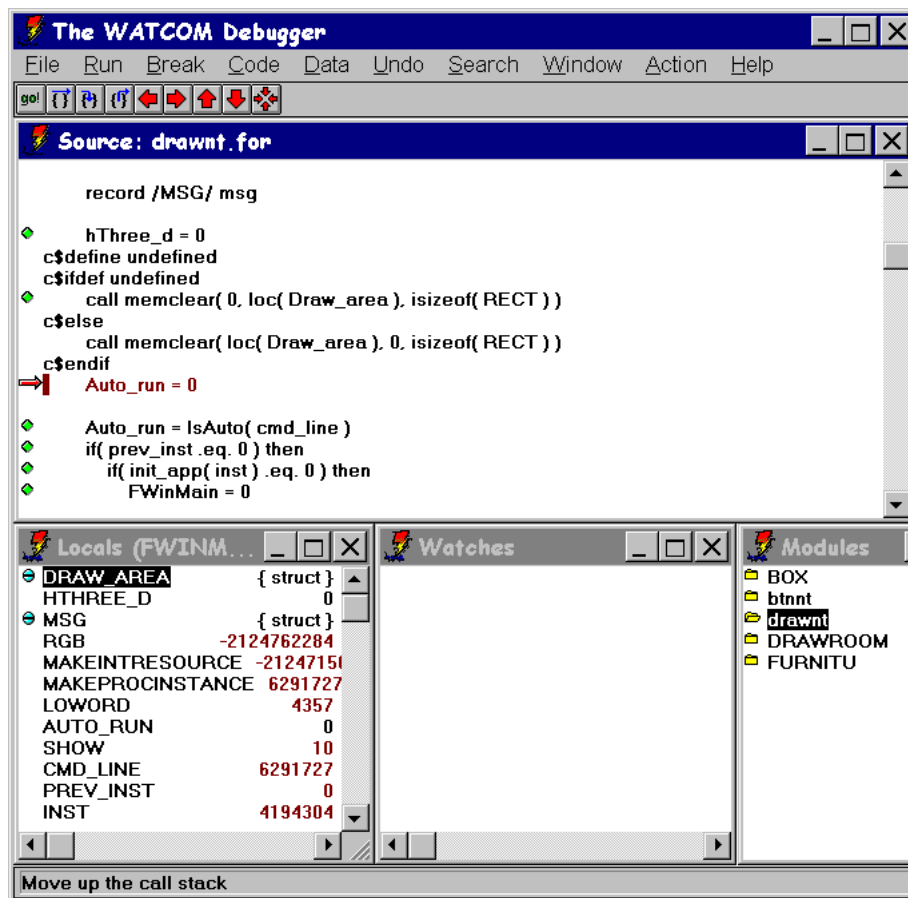 The WATCOM Debugger
File Run Break Code Data Undo Search Window Action Help
go!
Source: drawnt.for
record /MSG/ msg
hThree_d = 0
c$define undefined
c$ifdef undefined
call memclear( 0, loc( Draw_area ), isizeof( RECT ) )
c$else
call memclear( loc( Draw_area ), 0, isizeof( RECT ) )
c$endif
Auto_run = 0
Auto_run = IsAuto( cmd_line )
if( prev_inst .eq. 0 ) then
if( init_app( inst ) .eq. 0 ) then
FWinMain = 0
Locals (FWINM...
DRAW_AREA { struct }
HTHREE_D 0
MSG { struct }
RGB -2124762284
MAKEINTRESOURCE -2124715
MAKEPROCINSTANCE 6291727
LOWORD 4357
AUTO_RUN 0
SHOW 10
CMD_LINE 6291727
PREV_INST 0
INST 4194304
Watches
Modules
BOX
btnnt
drawnt
DRAWROOM
FURNITU
Move up the call stack